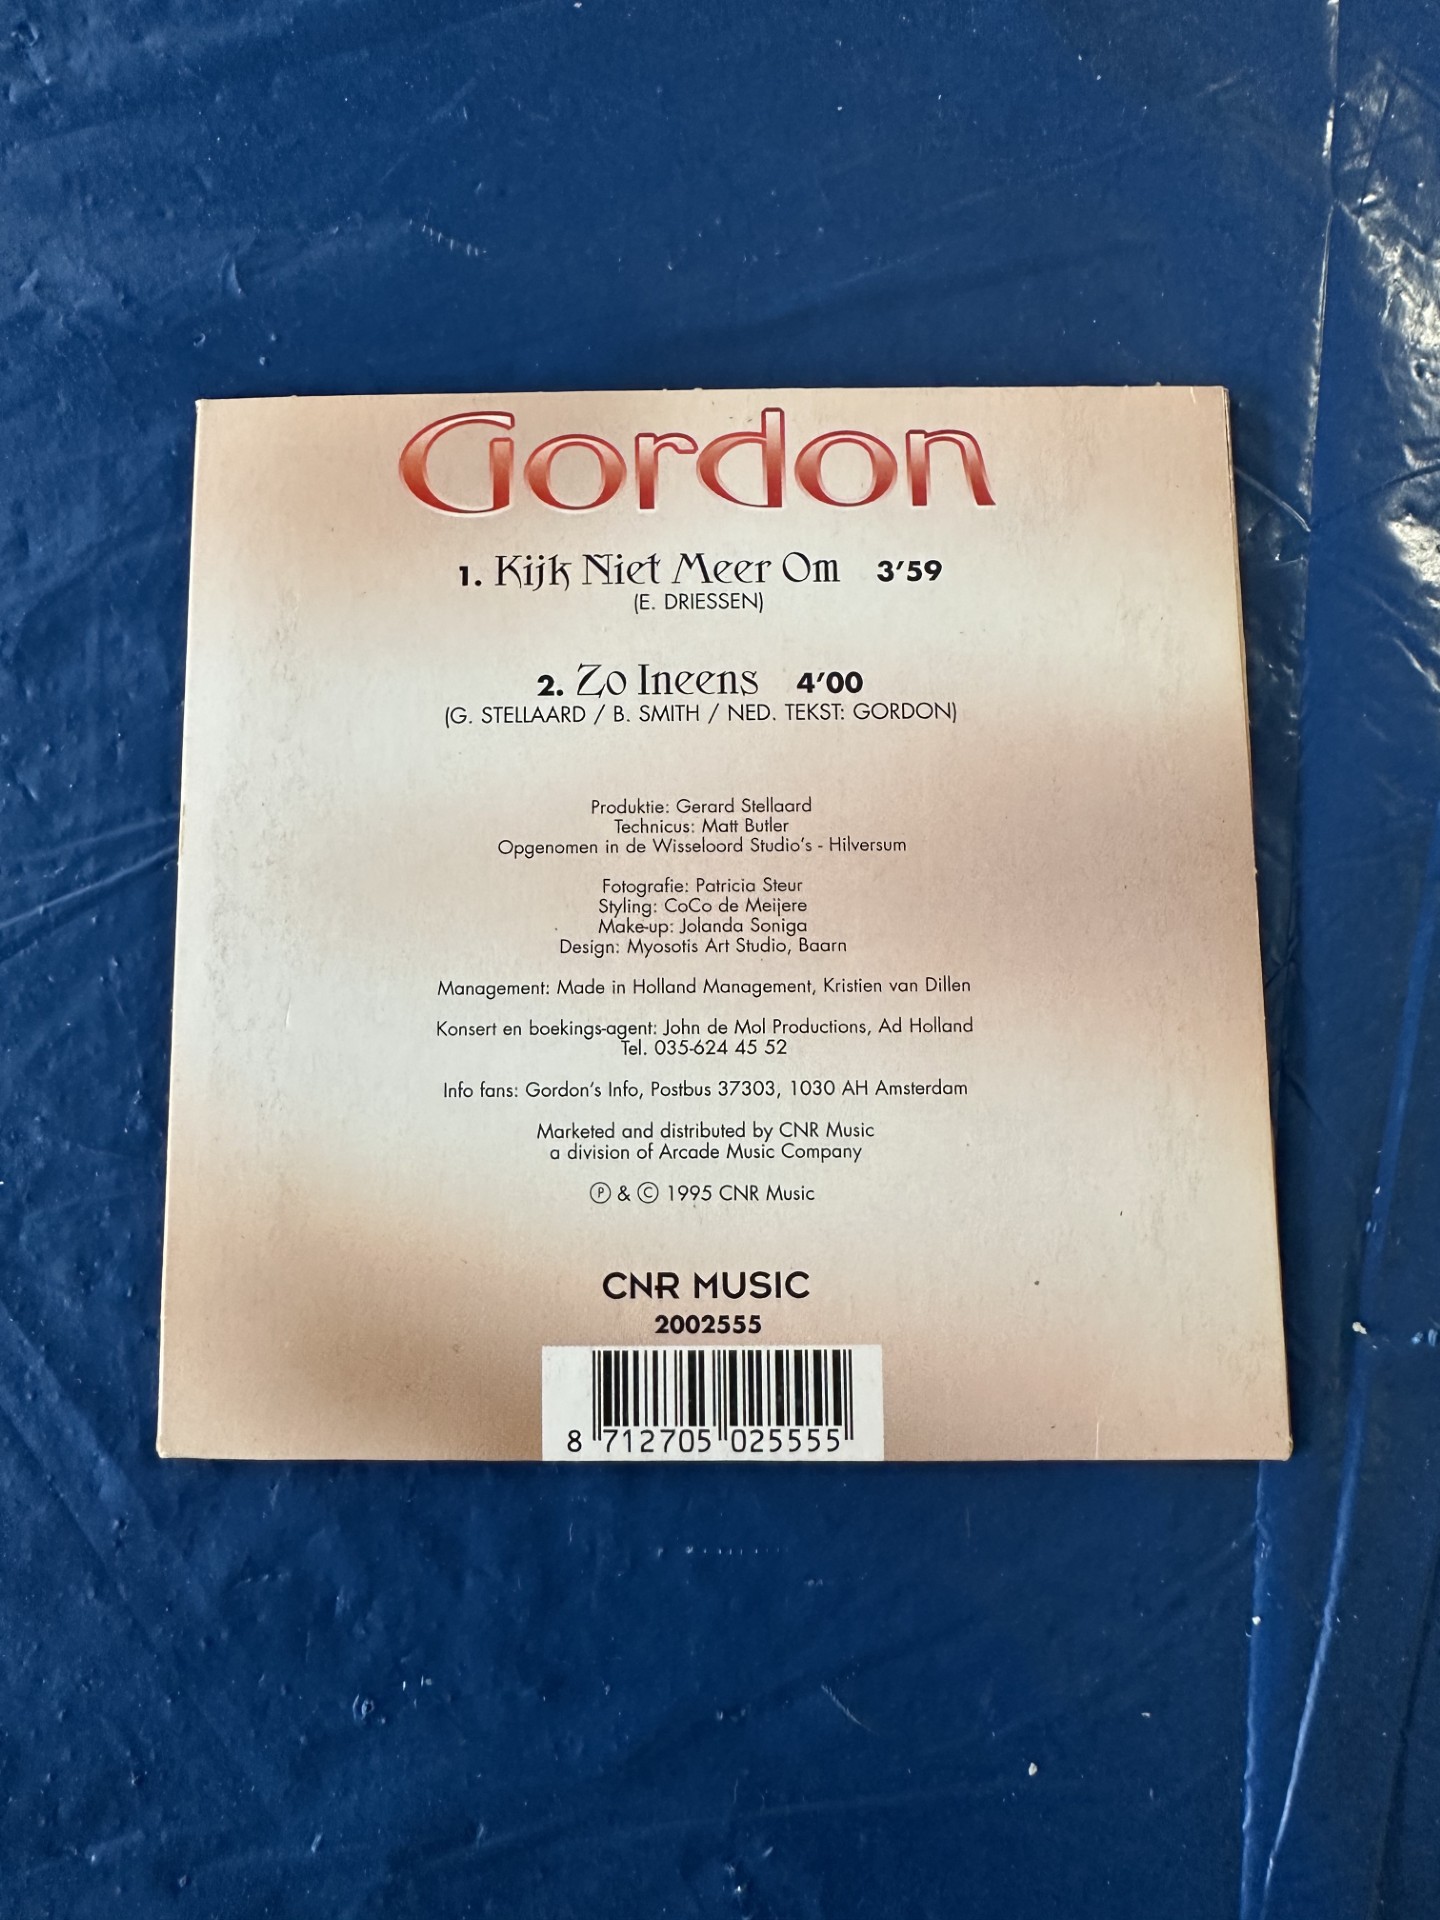 Gordon
1. Kijk Niet Meer Om 3'59
(E. DRIESSEN)
2. Zo Ineens 4'00
(G. STELLAARD / B. SMITH / NED. TEKST: GORDON)
Produktie: Gerard Stellaard
Technicus: Matt Butler
Opgenomen in de Wisseloord Studio's - Hilversum
Fotografie: Patricia Steur
Styling: CoCo de Meijere
Make-up: Jolanda Soniga
Design: Myosotis Art Studio, Baarn
Management: Made in Holland Management, Kristien van Dillen
Konsert en boekings-agent: John de Mol Productions, Ad Holland
Tel. 035-624 45 52
Info fans: Gordon's Info, Postbus 37303, 1030 AH Amsterdam
Marketed and distributed by CNR Music
a division of Arcade Music Company
℗ & © 1995 CNR Music
CNR MUSIC
2002555
8 712705 025555